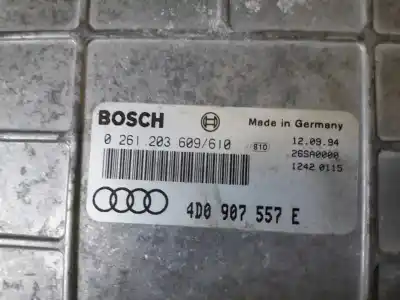 BOSCH
Made in Germany
0 261 203 609/610
810
12.09.94
26SA0000
1242 0115
4D0 907 557 E